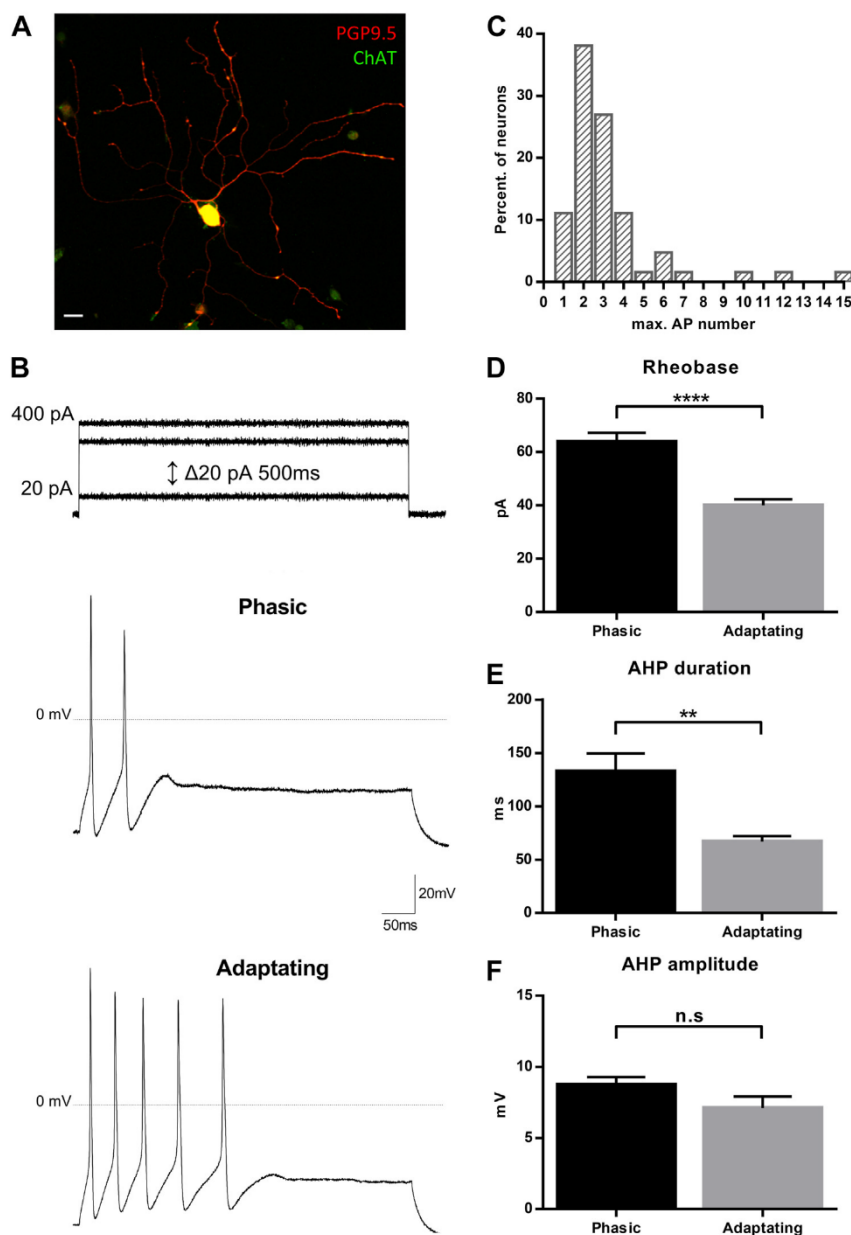 A
PGP9.5
ChAT
B
400 pA
20 pA
Δ20 pA 500ms
Phasic
0 mV
20mV
50ms
Adaptating
0 mV
C
Percent. of neurons
40
30
20
10
0
0 1 2 3 4 5 6 7 8 9 10 11 12 13 14 15
max. AP number
D
Rheobase
****
pA
80
60
40
20
0
Phasic Adaptating
E
AHP duration
**
ms
200
150
100
50
0
Phasic Adaptating
F
AHP amplitude
n.s
mV
15
10
5
0
Phasic Adaptating